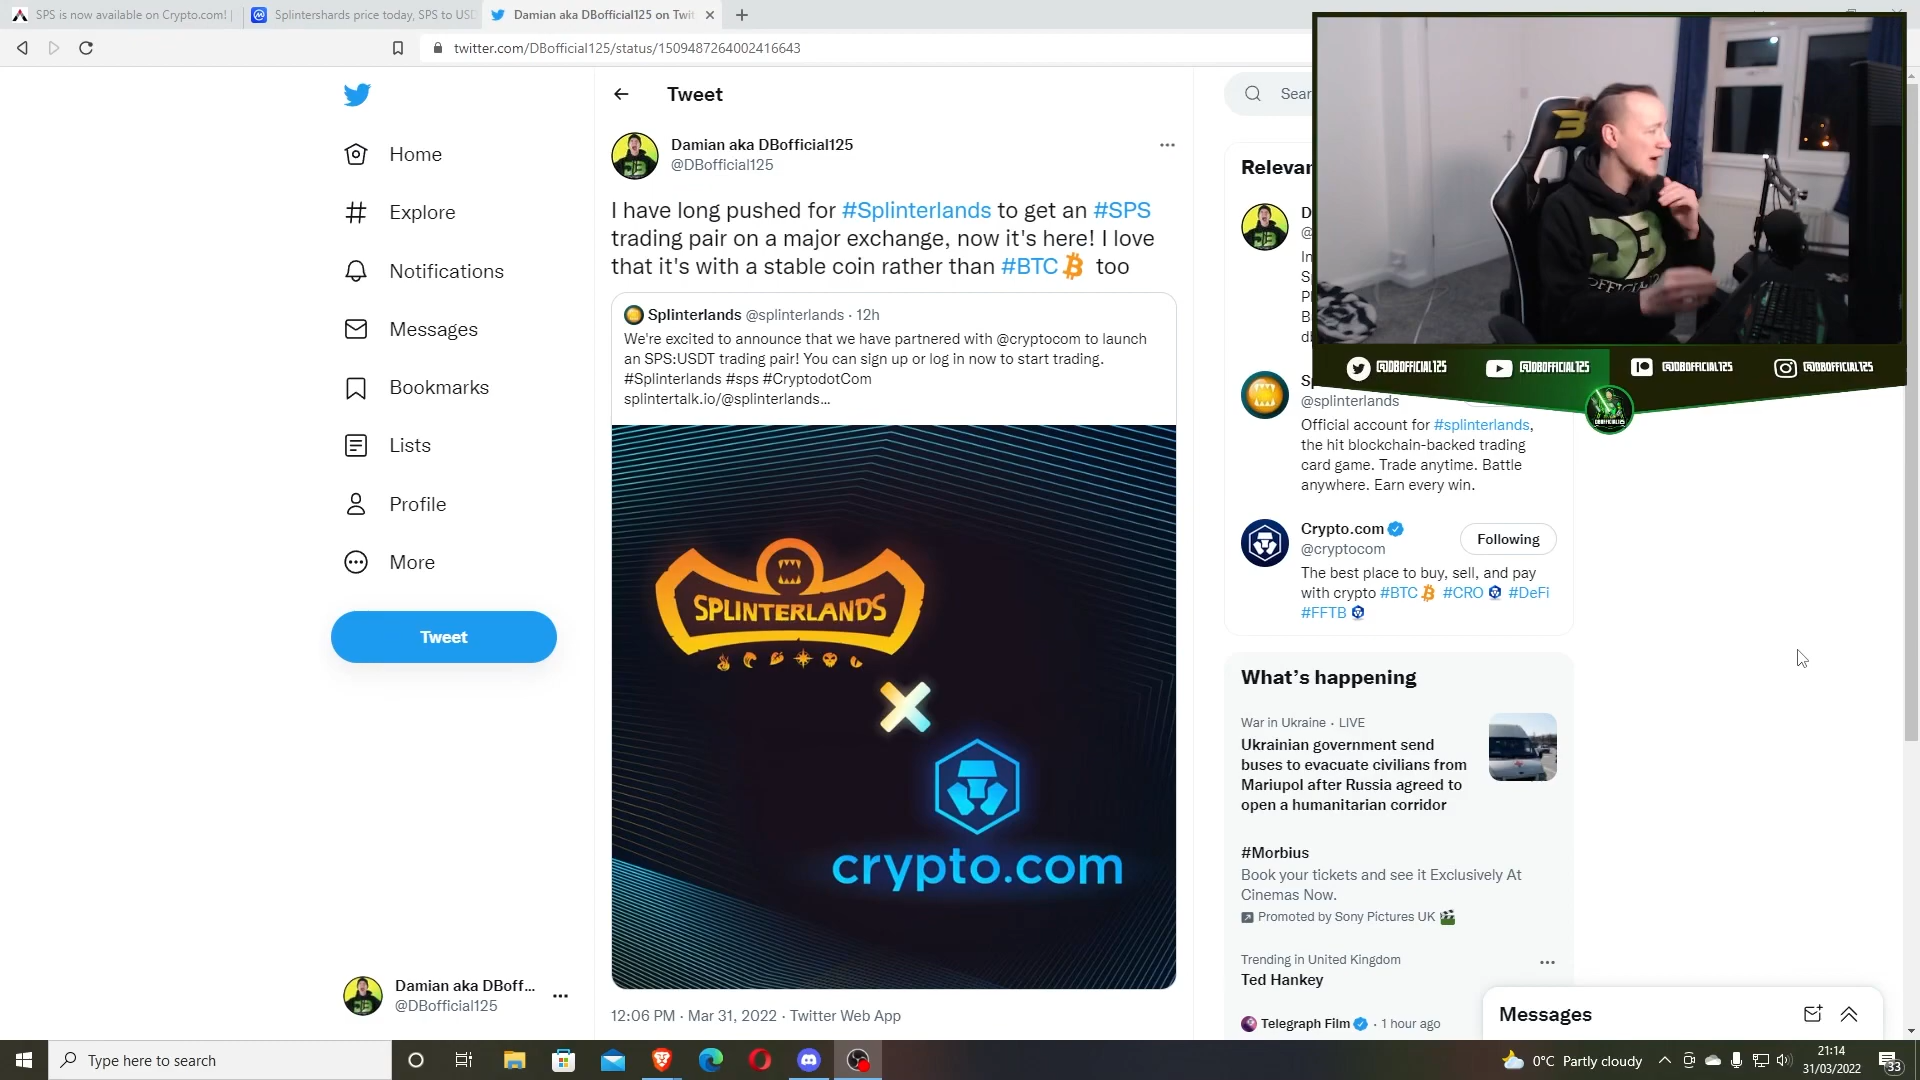 SPS is now available on Crypto.com! |
Splintershards price today, SPS to USD
Damian aka DBofficial125 on Twit
twitter.com/DBofficial125/status/1509487264002416643
Tweet
Home
Explore
Notifications
Messages
Bookmarks
Lists
Profile
More
Tweet
Damian aka DBoff...
@DBofficial125
Damian aka DBofficial125
@DBofficial125
I have long pushed for #Splinterlands to get an #SPS
trading pair on a major exchange, now it's here! I love
that it's with a stable coin rather than #BTC too
Splinterlands @splinterlands · 12h
We're excited to announce that we have partnered with @cryptocom to launch
an SPS:USDT trading pair! You can sign up or log in now to start trading.
#Splinterlands #sps #CryptodotCom
splintertalk.io/@splinterlands...
SPLINTERLANDS
crypto.com
12:06 PM · Mar 31, 2022 · Twitter Web App
Sear
Relevan
@DBOFFICIAL125
@DBOFFICIAL125
@DBOFFICIAL125
@DBOFFICIAL125
@splinterlands
Official account for #splinterlands,
the hit blockchain-backed trading
card game. Trade anytime. Battle
anywhere. Earn every win.
Crypto.com
@cryptocom
Following
The best place to buy, sell, and pay
with crypto #BTC #CRO #DeFi
#FFTB
What's happening
War in Ukraine · LIVE
Ukrainian government send
buses to evacuate civilians from
Mariupol after Russia agreed to
open a humanitarian corridor
#Morbius
Book your tickets and see it Exclusively At
Cinemas Now.
Promoted by Sony Pictures UK
Trending in United Kingdom
Ted Hankey
Telegraph Film · 1 hour ago
Messages
Type here to search
0°C Partly cloudy
21:14
31/03/2022
33